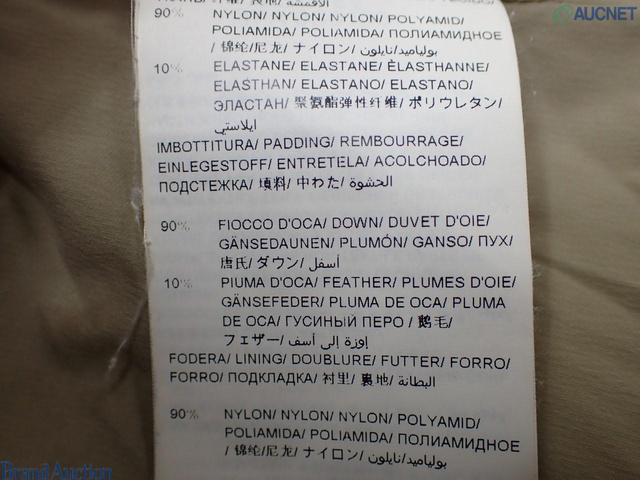 AUCNET
90% NYLON/ NYLON/ NYLON/ POLYAMID/
POLIAMIDA/ POLIAMIDA/ ПОЛИАМИДНОЕ
/ 锦纶/尼龙/ ナイロン/ بولياميد/نايلون/
10% ELASTANE/ ELASTANE/ ÈLASTHANNE/
ELASTHAN/ ELASTANO/ ELASTANO/
ЭЛАСТАН/ 聚氨酯弹性纤维/ ポリウレタン/
ايلاستي
IMBOTTITURA/ PADDING/ REMBOURRAGE/
EINLEGESTOFF/ ENTRETELA/ ACOLCHOADO/
ПОДСТЕЖКА/ 填料/ 中わた/ الحشوة
90% FIOCCO D'OCA/ DOWN/ DUVET D'OIE/
GÄNSEDAUNEN/ PLUMÓN/ GANSO/ ПУХ/
唐氏/ ダウン/ أسفل
10% PIUMA D'OCA/ FEATHER/ PLUMES D'OIE/
GÄNSEFEDER/ PLUMA DE OCA/ PLUMA
DE OCA/ ГУСИНЫЙ ПЕРО / 鹅毛/
フェザー/ إوزة إلى أسف
FODERA/ LINING/ DOUBLURE/ FUTTER/ FORRO/
FORRO/ ПОДКЛАДКА/ 衬里/ 裏地/ البطانة
90% NYLON/ NYLON/ NYLON/ POLYAMID/
POLIAMIDA/ POLIAMIDA/ ПОЛИАМИДНОЕ
/ 锦纶/尼龙/ ナイロン/ بولياميد/نايلون/
Brand Auction